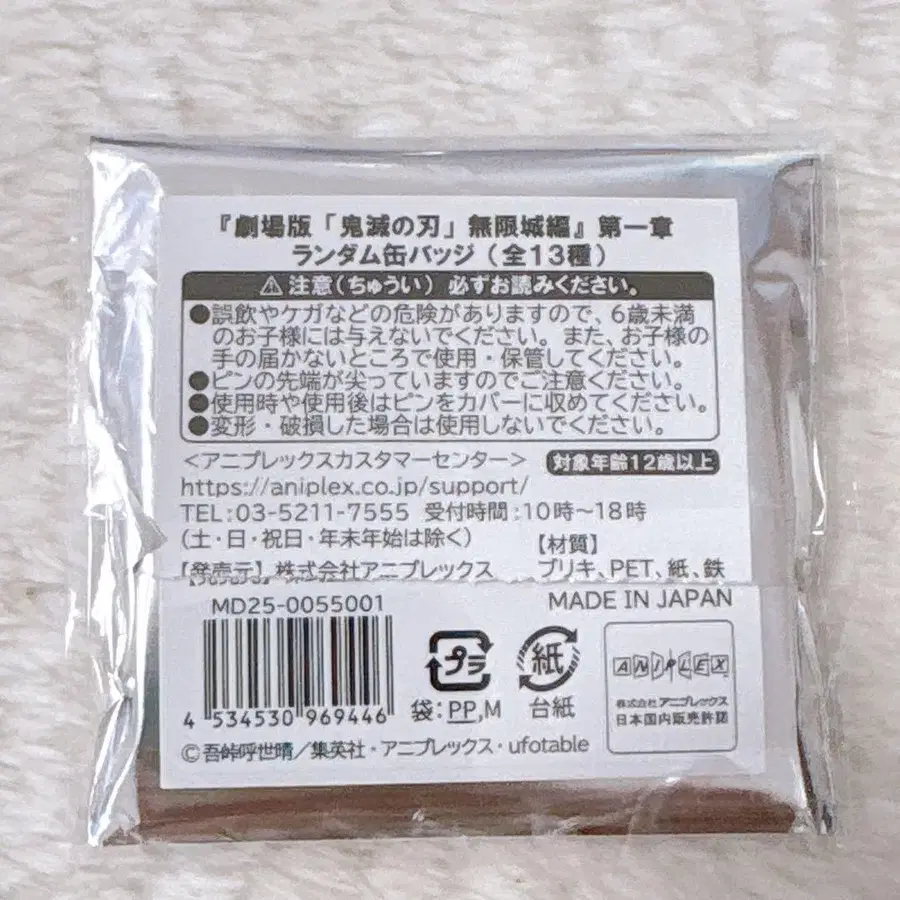 『劇場版「鬼滅の刃」無限城編』第一章
ランダム缶バッジ（全13種）
⚠注意（ちゅうい）必ずお読みください。
●誤飲やケガなどの危険がありますので、6歳未満
のお子様には与えないでください。また、お子様の
手の届かないところで使用・保管してください。
●ピンの先端が尖っていますのでご注意ください。
●使用時や使用後はピンをカバーに収めてください。
●変形・破損した場合は使用しないでください。
＜アニプレックスカスタマーセンター＞ 対象年齢12歳以上
https://aniplex.co.jp/support/
TEL:03-5211-7555 受付時間:10時〜18時
（土・日・祝日・年末年始は除く）
【材質】
【発売元】株式会社アニプレックス ブリキ、PET、紙、鉄
MD25-0055001 MADE IN JAPAN
4 534530 969446
プラ
袋:PP,M
紙
台紙
ANIPLEX
株式会社アニプレックス
日本国内販売許諾
©吾峠呼世晴／集英社・アニプレックス・ufotable